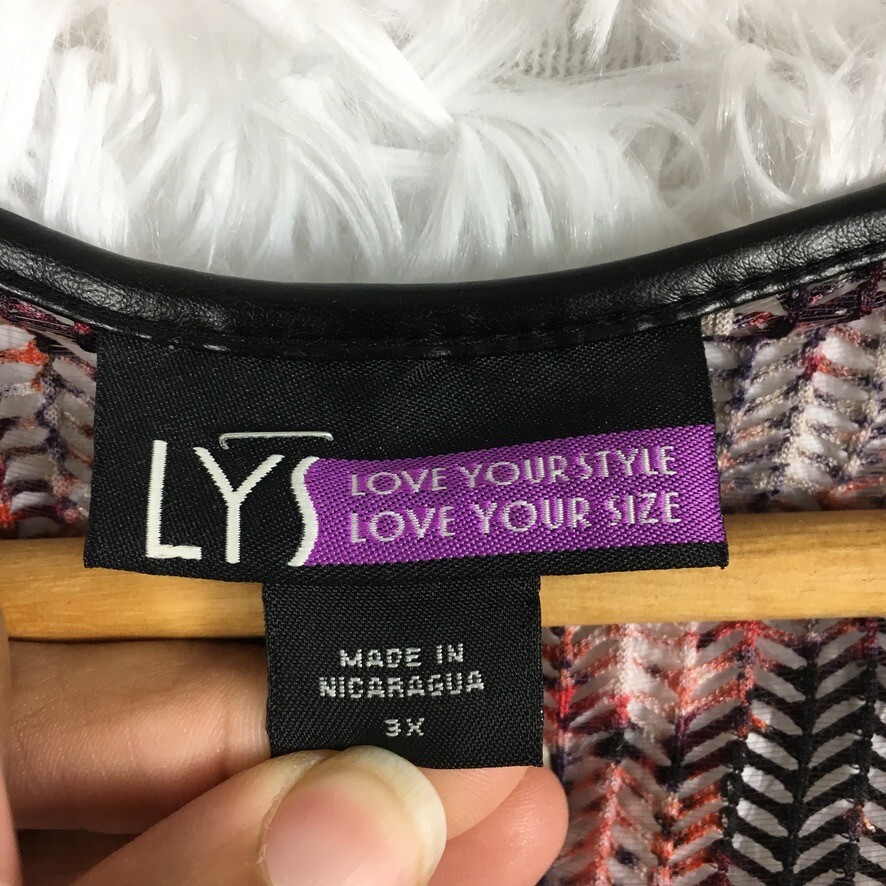 LYS
LOVE YOUR STYLE
LOVE YOUR SIZE
MADE IN
NICARAGUA
3X